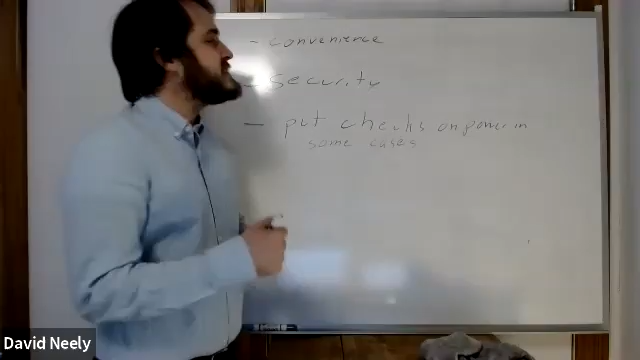 - convenience
- security
- put checks on power in
some cases
David Neely